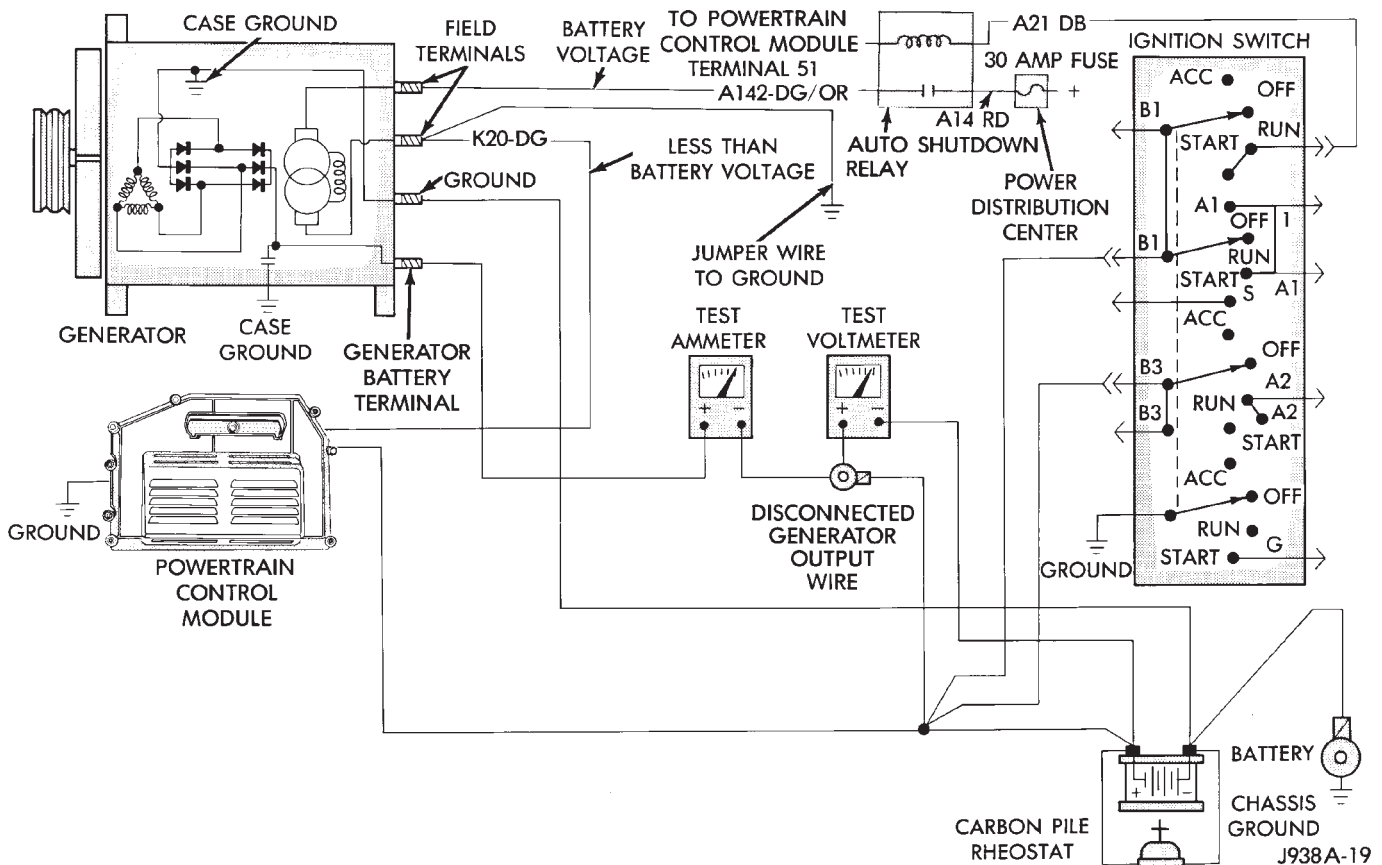 CASE GROUND
FIELD
TERMINALS
BATTERY
VOLTAGE
TO POWERTRAIN
CONTROL MODULE
TERMINAL 51
A142-DG/OR
A21 DB
30 AMP FUSE
+
A14 RD
AUTO SHUTDOWN
RELAY
POWER
DISTRIBUTION
CENTER
K20-DG
LESS THAN
BATTERY VOLTAGE
GROUND
JUMPER WIRE
TO GROUND
GENERATOR
CASE
GROUND
GENERATOR
BATTERY
TERMINAL
TEST
AMMETER
+ −
TEST
VOLTMETER
+ −
DISCONNECTED
GENERATOR
OUTPUT
WIRE
GROUND
POWERTRAIN
CONTROL
MODULE
IGNITION SWITCH
ACC
OFF
B1
RUN
START
A1
I
OFF
B1
RUN
START
S
A1
ACC
OFF
B3
A2
RUN
A2
B3
START
ACC
OFF
RUN
G
START
GROUND
BATTERY
+ −
CHASSIS
GROUND
CARBON PILE
RHEOSTAT
J938A-19